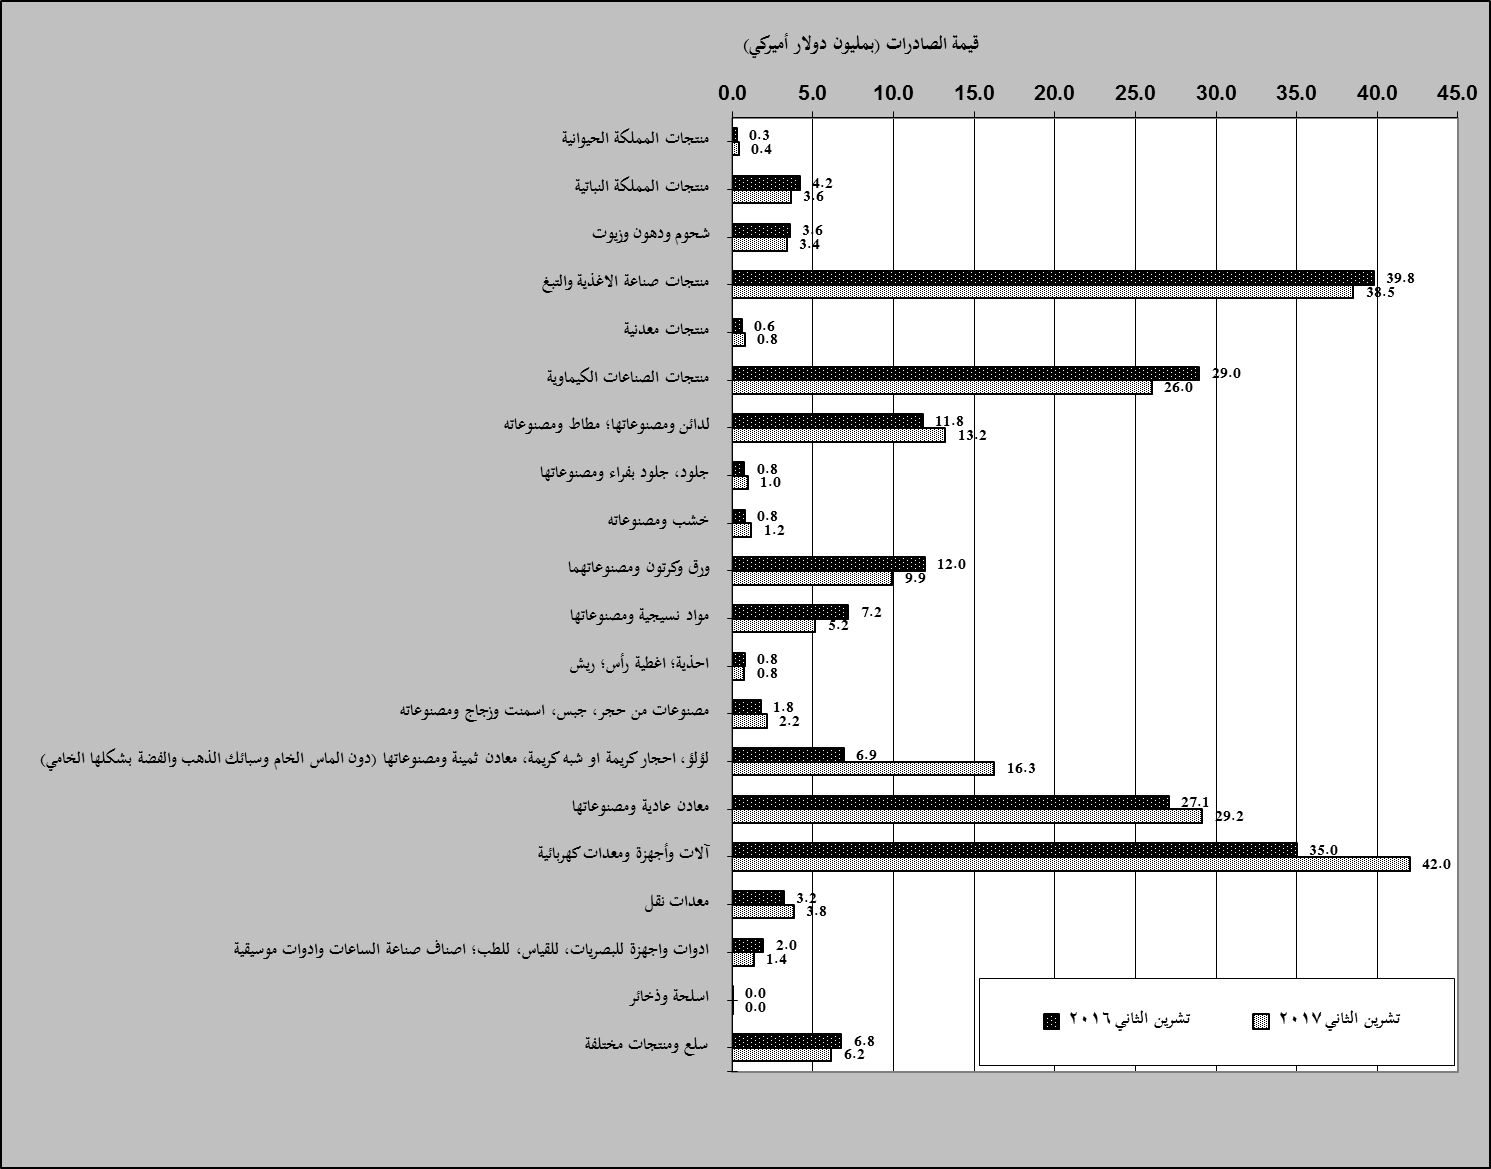 قيمة الصادرات (بمليون دولار أميركي)
0.0 5.0 10.0 15.0 20.0 25.0 30.0 35.0 40.0 45.0
منتجات المملكة الحيوانية 0.3
0.4
منتجات المملكة النباتية 4.2
3.6
شحوم ودهون وزيوت 3.6
3.4
منتجات صناعة الاغذية والتبغ 39.8
38.5
منتجات معدنية 0.6
0.8
منتجات الصناعات الكيماوية 29.0
26.0
لدائن ومصنوعاتها؛ مطاط ومصنوعاته 11.8
13.2
جلود، جلود بفراء ومصنوعاتها 0.8
1.0
خشب ومصنوعاته 0.8
1.2
ورق وكرتون ومصنوعاتهما 12.0
9.9
مواد نسيجية ومصنوعاتها 7.2
5.2
احذية؛ اغطية رأس؛ ريش 0.8
0.8
مصنوعات من حجر، جبس، اسمنت وزجاج ومصنوعاته 1.8
2.2
لؤلؤ، احجار كريمة او شبه كريمة، معادن ثمينة ومصنوعاتها (دون الماس الخام وسبائك الذهب والفضة بشكلها الخامي) 6.9
16.3
معادن عادية ومصنوعاتها 27.1
29.2
آلات وأجهزة ومعدات كهربائية 35.0
42.0
معدات نقل 3.2
3.8
ادوات واجهزة للبصريات، للقياس، للطب؛ اصناف صناعة الساعات وادوات موسيقية 2.0
1.4
اسلحة وذخائر 0.0
0.0
سلع ومنتجات مختلفة 6.8
6.2
تشرين الثاني ٢٠١٧ تشرين الثاني ٢٠١٦